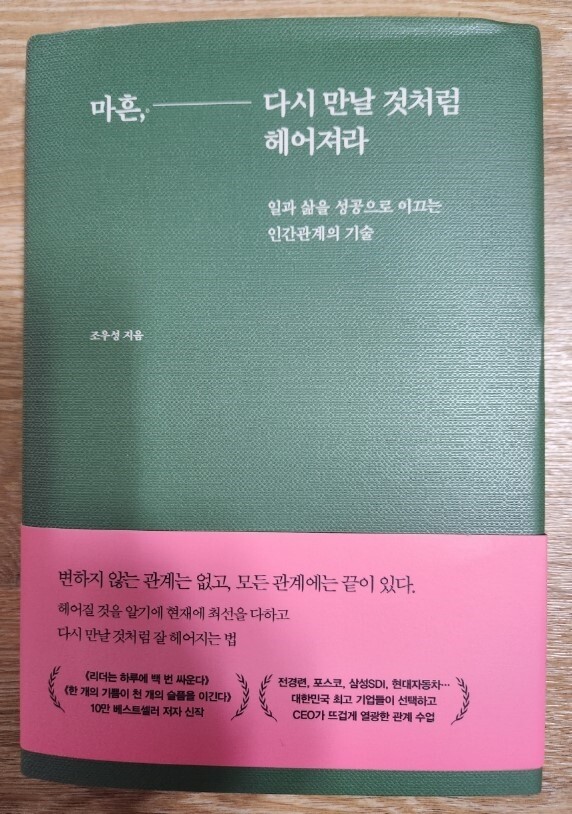 마흔, 다시 만날 것처럼
헤어져라
일과 삶을 성공으로 이끄는
인간관계의 기술
조우성 지음
변하지 않는 관계는 없고, 모든 관계에는 끝이 있다.
헤어질 것을 알기에 현재에 최선을 다하고
다시 만날 것처럼 잘 헤어지는 법
《리더는 하루에 백 번 싸운다》
《한 개의 기쁨이 천 개의 슬픔을 이긴다》
10만 베스트셀러 저자 신작
전경련, 포스코, 삼성SDI, 현대자동차…
대한민국 최고 기업들이 선택하고
CEO가 뜨겁게 열광한 관계 수업